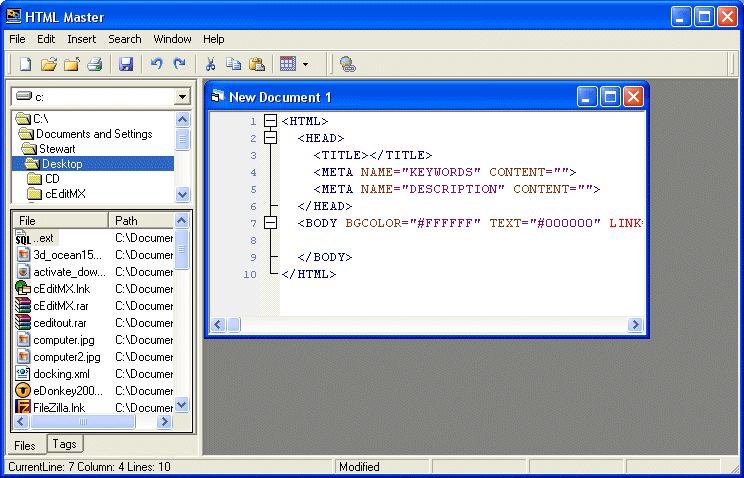 HTML Master
File Edit Insert Search Window Help
c:
C:\
Documents and Settings
Stewart
Desktop
CD
cEditMX
File Path
..ext C:\Documer
3d_ocean15... C:\Documer
activate_dow... C:\Documer
cEditMX.lnk C:\Documer
cEditMX.rar C:\Documer
ceditout.rar C:\Documer
computer.jpg C:\Documer
computer2.jpg C:\Documer
docking.xml C:\Documer
eDonkey200... C:\Documer
FileZilla.lnk C:\Documer
Files Tags
New Document 1
1 <HTML>
2 <HEAD>
3 <TITLE></TITLE>
4 <META NAME="KEYWORDS" CONTENT="">
5 <META NAME="DESCRIPTION" CONTENT="">
6 </HEAD>
7 <BODY BGCOLOR="#FFFFFF" TEXT="#000000" LINK=
8
9 </BODY>
10 </HTML>
CurrentLine: 7 Column: 4 Lines: 10 Modified